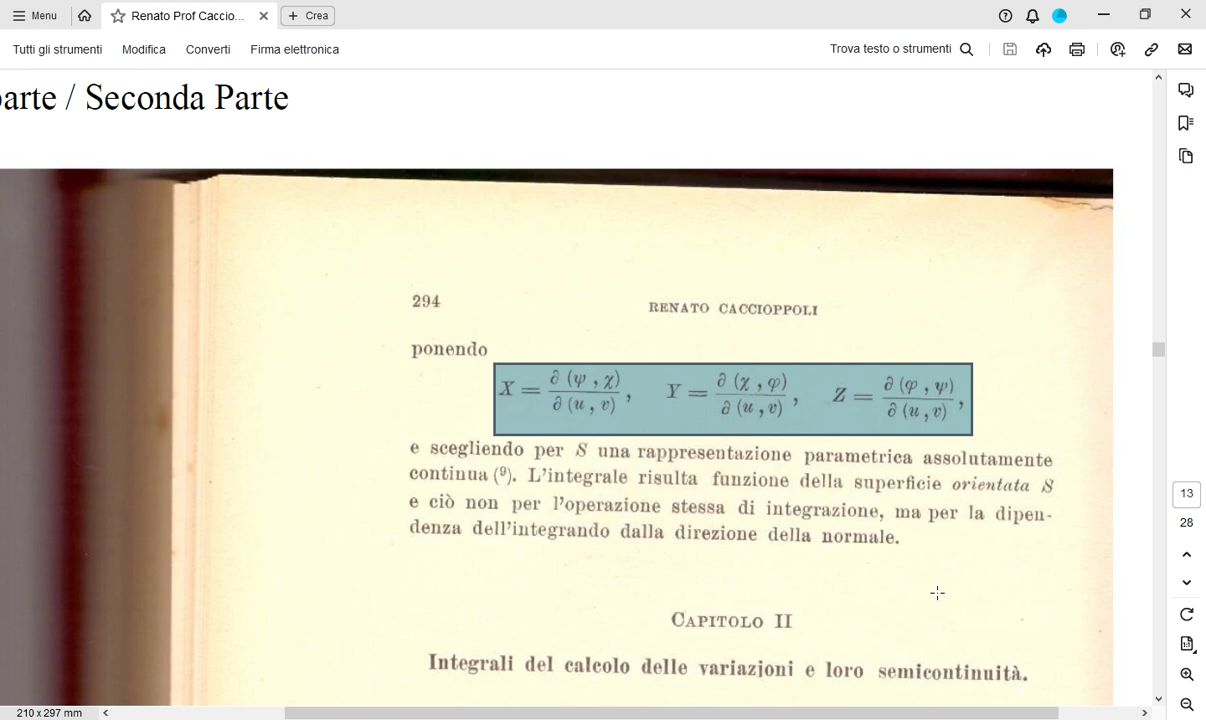 Menu
Renato Prof Caccio...
Crea
Tutti gli strumenti Modifica Converti Firma elettronica
Trova testo o strumenti
parte / Seconda Parte
294 RENATO CACCIOPPOLI
ponendo
X = ∂(ψ , χ) / ∂(u , v) , Y = ∂(χ , φ) / ∂(u , v) , Z = ∂(φ , ψ) / ∂(u , v) ,
e scegliendo per S una rappresentazione parametrica assolutamente
continua (⁹). L'integrale risulta funzione della superficie orientata S
e ciò non per l'operazione stessa di integrazione, ma per la dipen-
denza dell'integrando dalla direzione della normale.
CAPITOLO II
Integrali del calcolo delle variazioni e loro semicontinuità.
13
28
210 x 297 mm